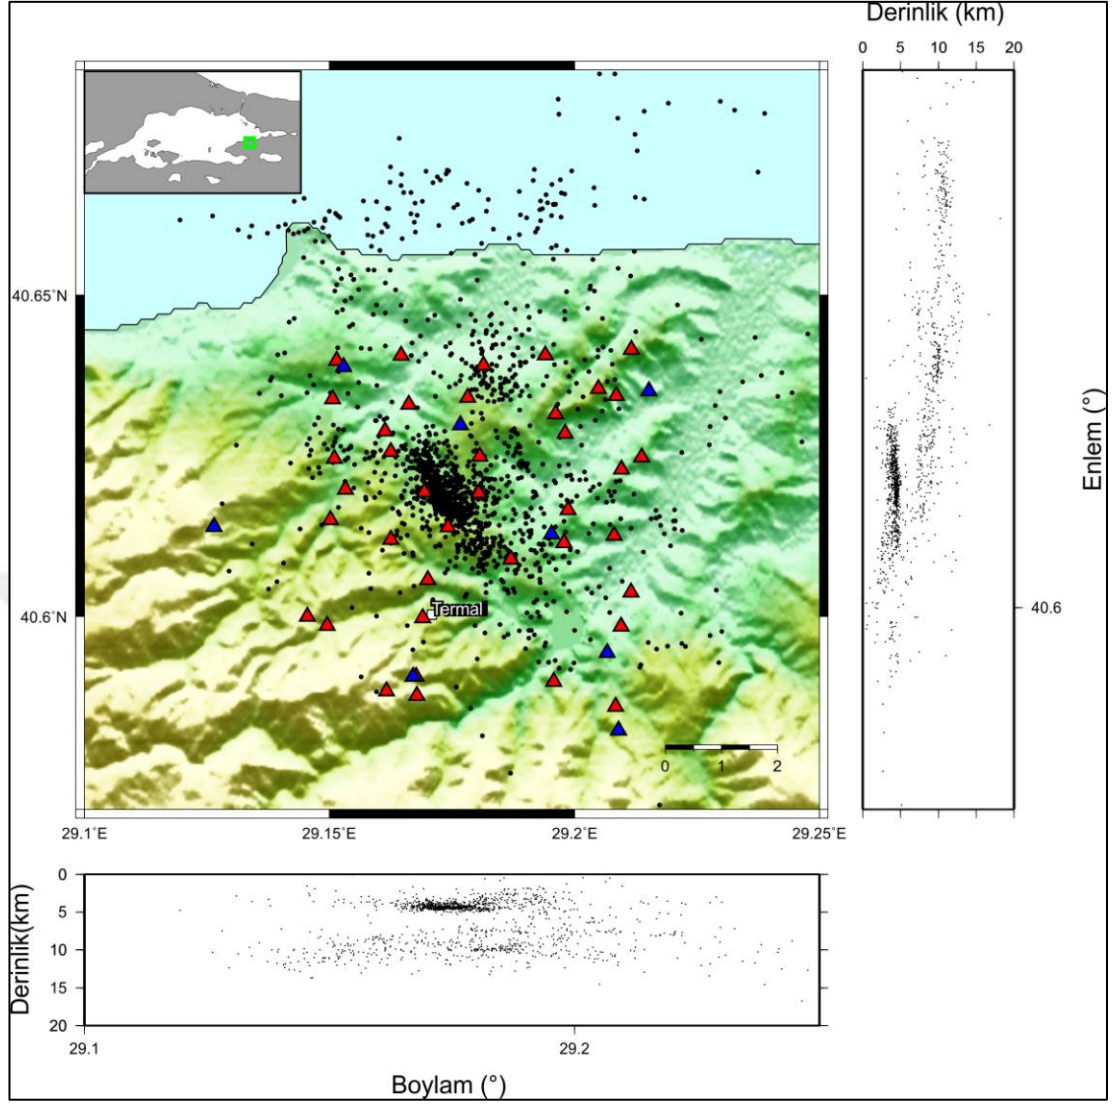 Derinlik (km)
0 5 10 15 20
40.65°N
Enlem (°)
Termal
40.6°N
40.6
0 1 2
29.1°E 29.15°E 29.2°E 29.25°E
Derinlik(km)
0
5
10
15
20
29.1 29.2
Boylam (°)